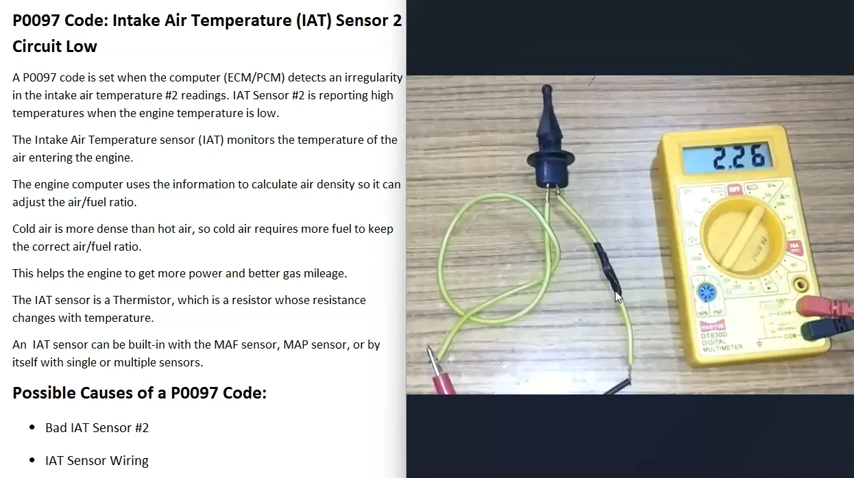 P0097 Code: Intake Air Temperature (IAT) Sensor 2
Circuit Low
A P0097 code is set when the computer (ECM/PCM) detects an irregularity
in the intake air temperature #2 readings. IAT Sensor #2 is reporting high
temperatures when the engine temperature is low.
The Intake Air Temperature sensor (IAT) monitors the temperature of the
air entering the engine.
The engine computer uses the information to calculate air density so it can
adjust the air/fuel ratio.
Cold air is more dense than hot air, so cold air requires more fuel to keep
the correct air/fuel ratio.
This helps the engine to get more power and better gas mileage.
The IAT sensor is a Thermistor, which is a resistor whose resistance
changes with temperature.
An  IAT sensor can be built-in with the MAF sensor, MAP sensor, or by
itself with single or multiple sensors.
Possible Causes of a P0097 Code:
• Bad IAT Sensor #2
• IAT Sensor Wiring
2.26
OFF
DT830D
DIGITAL
MULTIMETER
COM